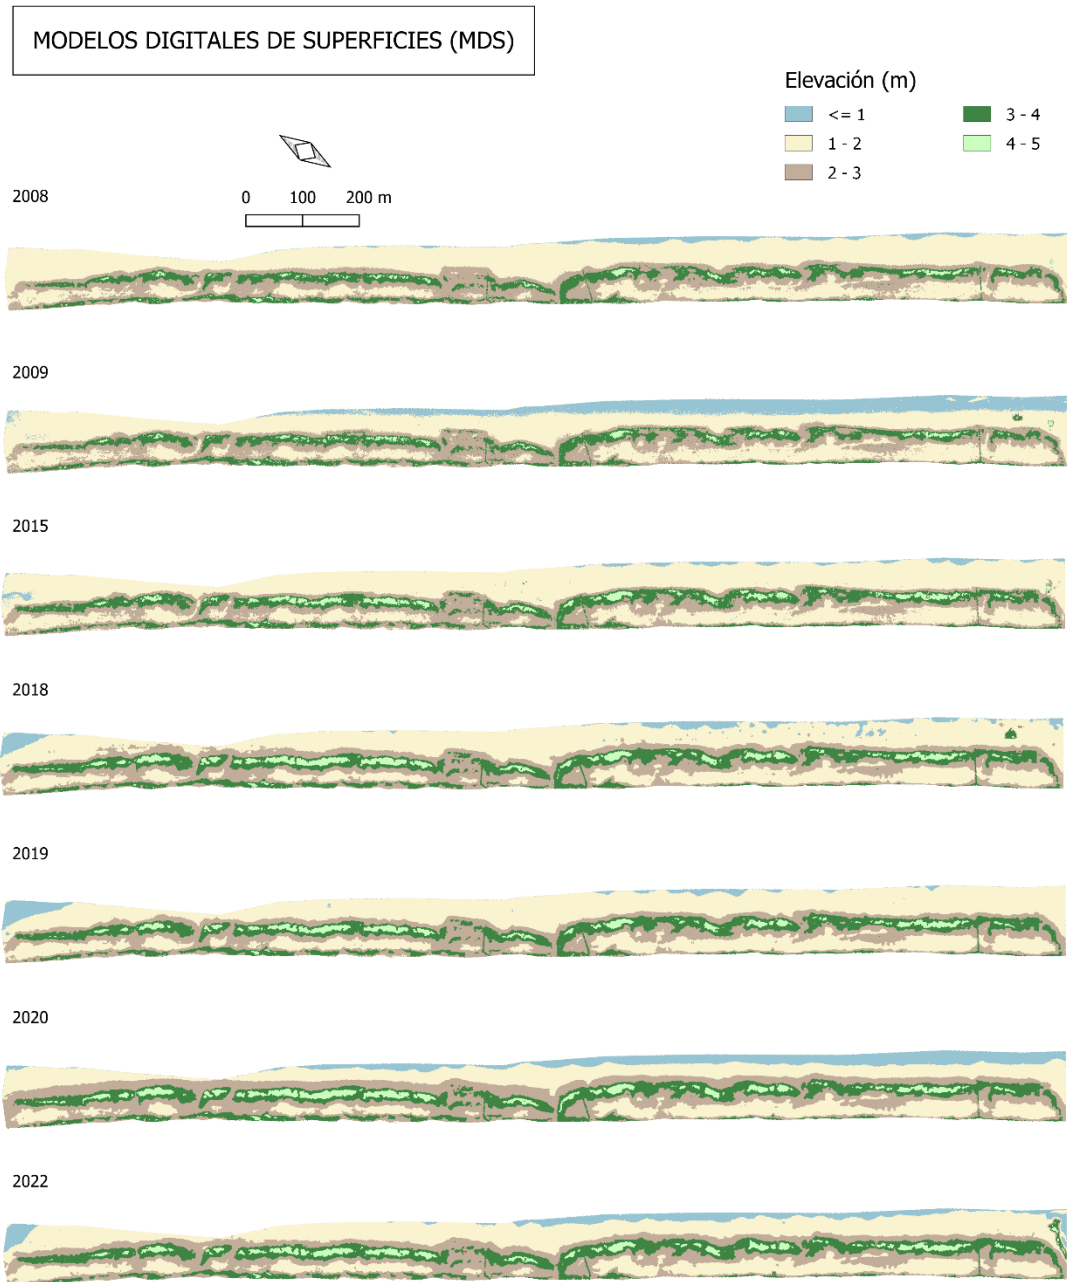 MODELOS DIGITALES DE SUPERFICIES (MDS)
Elevación (m)
<= 1
3 - 4
1 - 2
4 - 5
2 - 3
0 100 200 m
2008
2009
2015
2018
2019
2020
2022